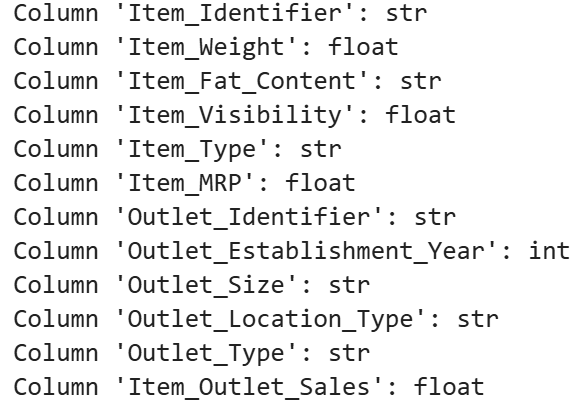 Column 'Item_Identifier': str
Column 'Item_Weight': float
Column 'Item_Fat_Content': str
Column 'Item_Visibility': float
Column 'Item_Type': str
Column 'Item_MRP': float
Column 'Outlet_Identifier': str
Column 'Outlet_Establishment_Year': int
Column 'Outlet_Size': str
Column 'Outlet_Location_Type': str
Column 'Outlet_Type': str
Column 'Item_Outlet_Sales': float